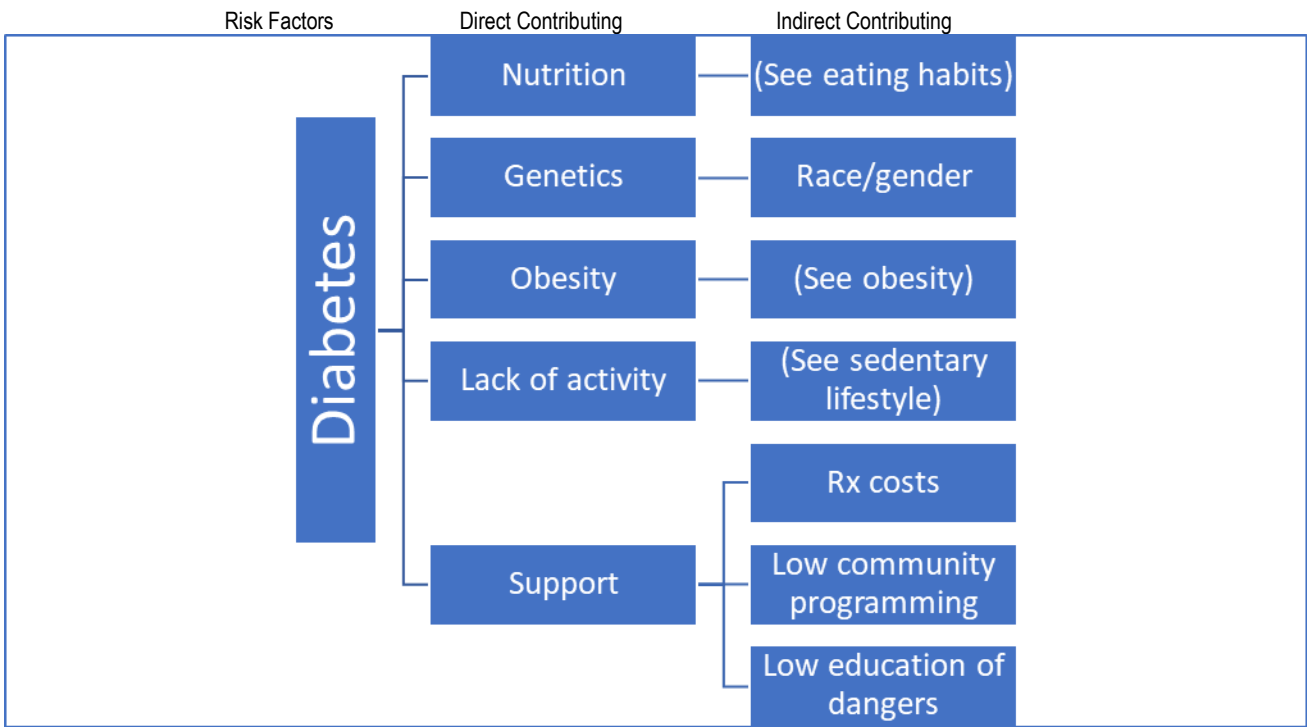 Risk Factors
Direct Contributing
Indirect Contributing
Diabetes
Nutrition
(See eating habits)
Genetics
Race/gender
Obesity
(See obesity)
Lack of activity
(See sedentary
lifestyle)
Support
Rx costs
Low community
programming
Low education of
dangers